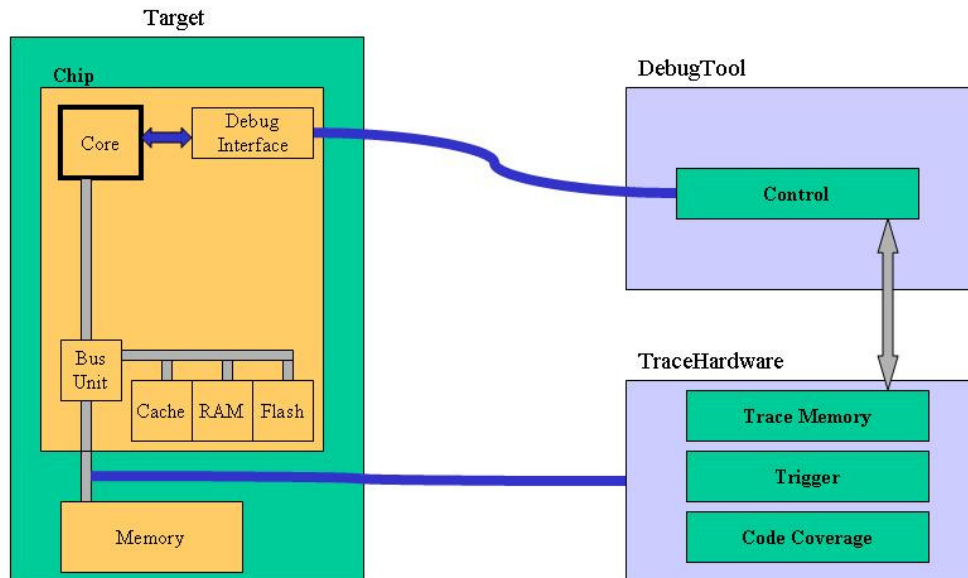 Target
Chip
Core
Debug
Interface
Bus
Unit
Cache
RAM
Flash
Memory
DebugTool
Control
TraceHardware
Trace Memory
Trigger
Code Coverage